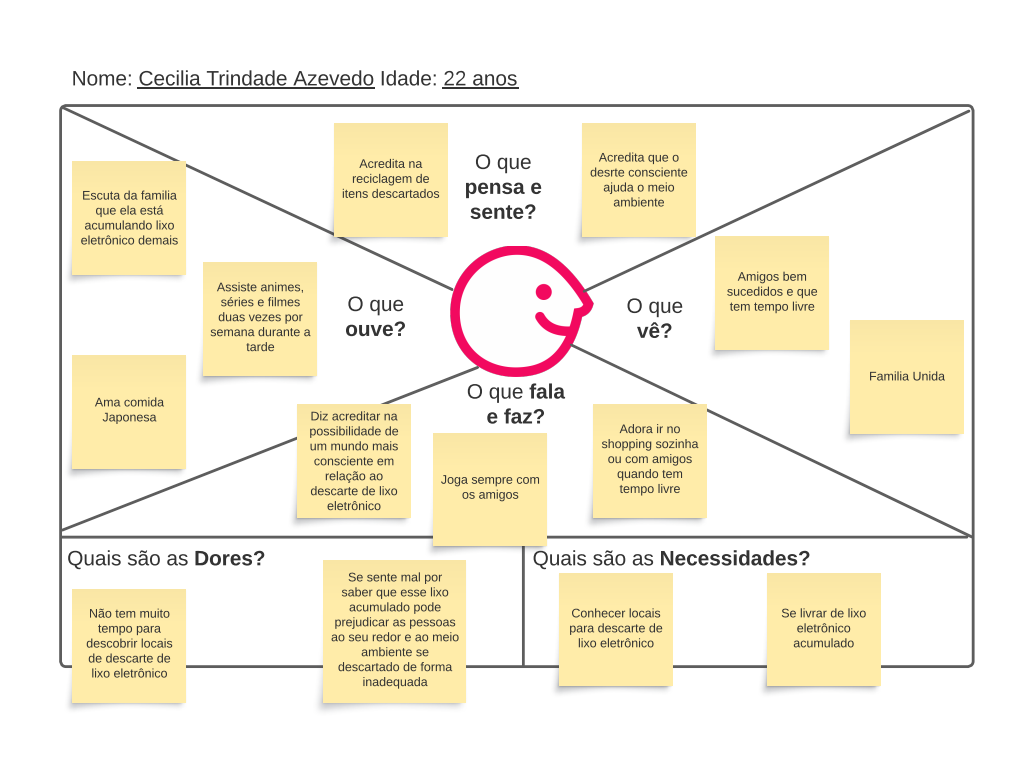 Nome: Cecilia Trindade Azevedo Idade: 22 anos
O que
pensa e
sente?
Acredita na
reciclagem de
itens descartados
Acredita que o
desrte consciente
ajuda o meio
ambiente
O que
ouve?
Escuta da familia
que ela está
acumulando lixo
eletrônico demais
Assiste animes,
séries e filmes
duas vezes por
semana durante a
tarde
Ama comida
Japonesa
O que
vê?
Amigos bem
sucedidos e que
tem tempo livre
Familia Unida
O que fala
e faz?
Diz acreditar na
possibilidade de
um mundo mais
consciente em
relação ao
descarte de lixo
eletrônico
Joga sempre com
os amigos
Adora ir no
shopping sozinha
ou com amigos
quando tem
tempo livre
Quais são as Dores?
Não tem muito
tempo para
descobrir locais
de descarte de
lixo eletrônico
Se sente mal por
saber que esse lixo
acumulado pode
prejudicar as pessoas
ao seu redor e ao meio
ambiente se
descartado de forma
inadequada
Quais são as Necessidades?
Conhecer locais
para descarte de
lixo eletrônico
Se livrar de lixo
eletrônico
acumulado